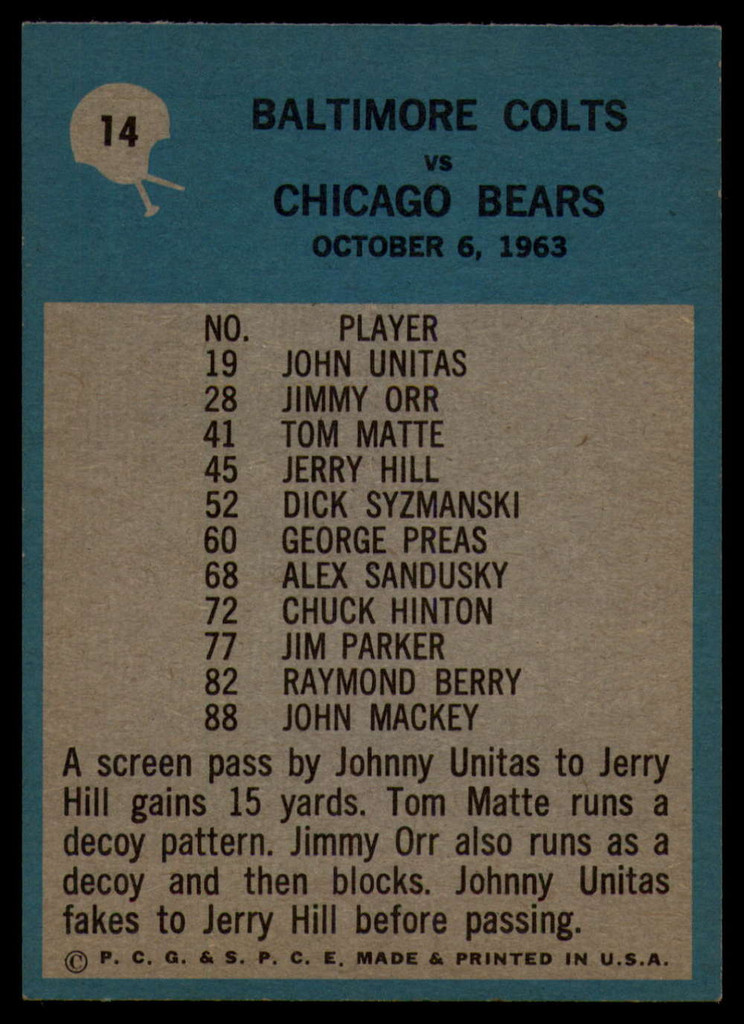 14
BALTIMORE COLTS
VS
CHICAGO BEARS
OCTOBER 6, 1963
NO. PLAYER
19 JOHN UNITAS
28 JIMMY ORR
41 TOM MATTE
45 JERRY HILL
52 DICK SYZMANSKI
60 GEORGE PREAS
68 ALEX SANDUSKY
72 CHUCK HINTON
77 JIM PARKER
82 RAYMOND BERRY
88 JOHN MACKEY
A screen pass by Johnny Unitas to Jerry
Hill gains 15 yards. Tom Matte runs a
decoy pattern. Jimmy Orr also runs as a
decoy and then blocks. Johnny Unitas
fakes to Jerry Hill before passing.
© P. C. G. & S. P. C. E. MADE & PRINTED IN U.S.A.